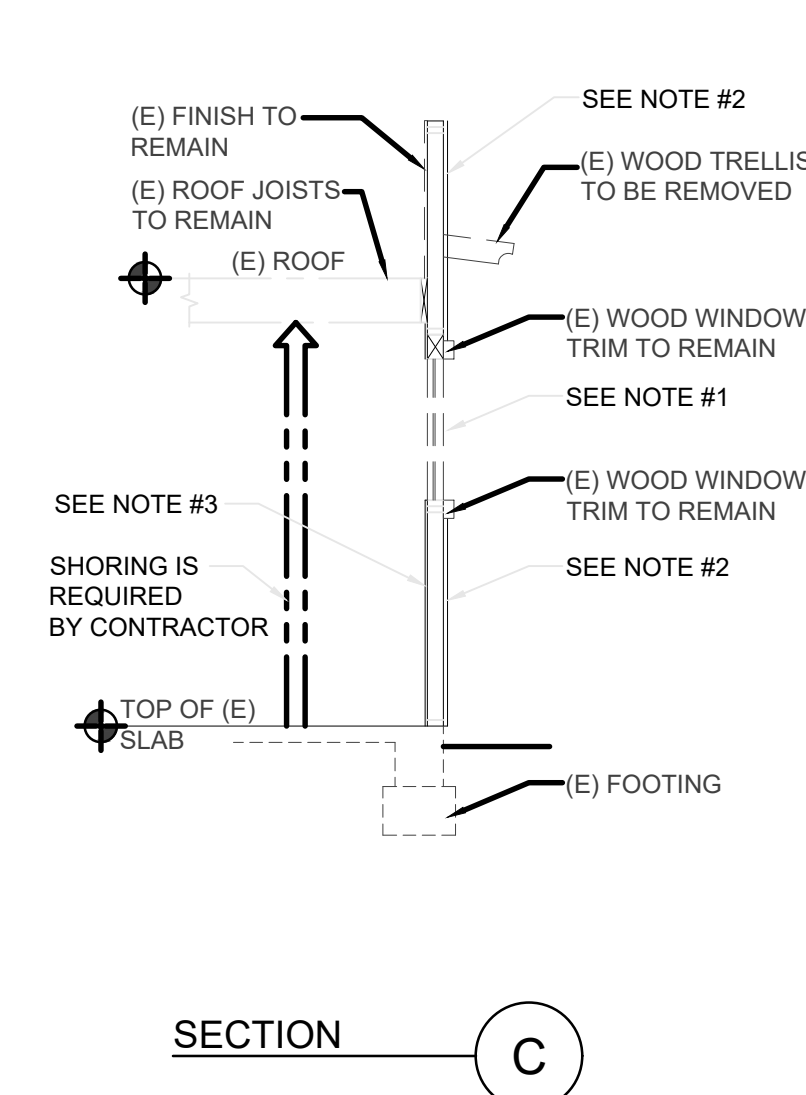 SEE NOTE #2
(E) FINISH TO
REMAIN
(E) WOOD TRELLIS
TO BE REMOVED
(E) ROOF JOISTS
TO REMAIN
(E) ROOF
(E) WOOD WINDOW
TRIM TO REMAIN
SEE NOTE #1
(E) WOOD WINDOW
TRIM TO REMAIN
SEE NOTE #3
SHORING IS
REQUIRED
BY CONTRACTOR
SEE NOTE #2
TOP OF (E)
SLAB
(E) FOOTING
SECTION
C